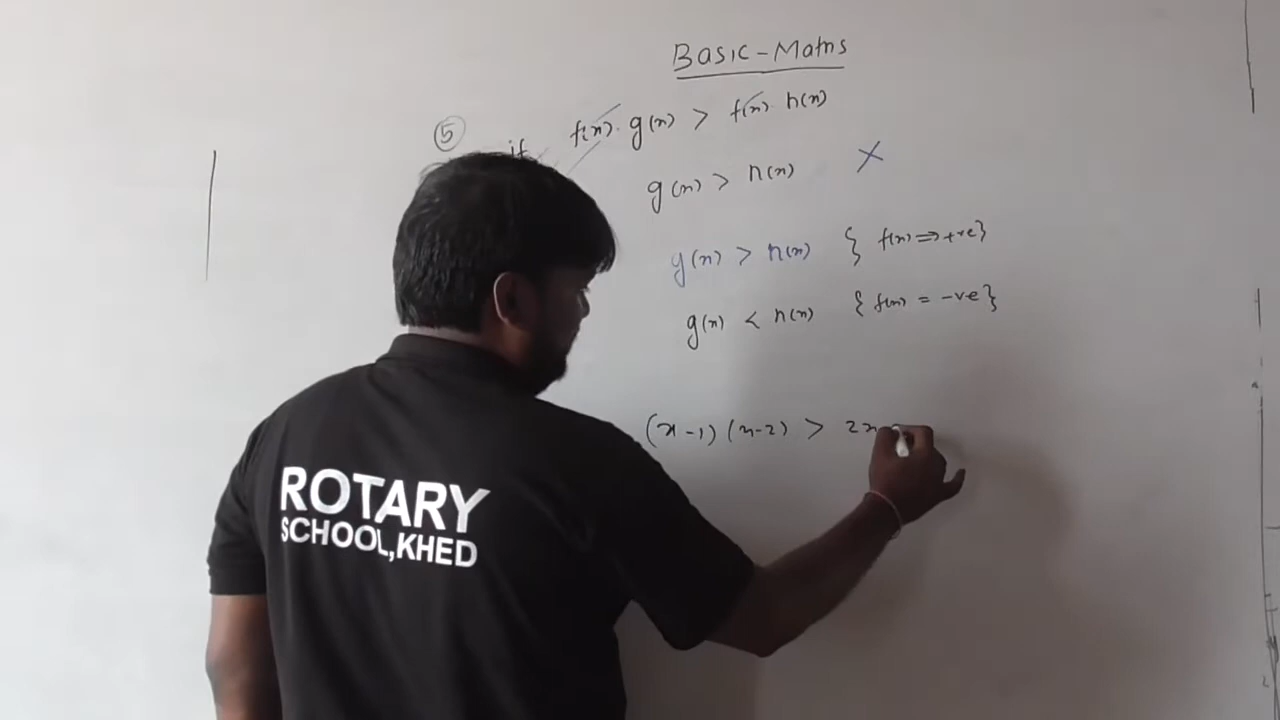 Basic-Maths
⑤ if f(x). g(x) > f(x). h(x)
g(x) > h(x) ×
g(x) > h(x) { f(x) ⇒ +ve}
g(x) < h(x) { f(x) = -ve}
(x-1) (x-2) > 2x
ROTARY
SCHOOL,KHED